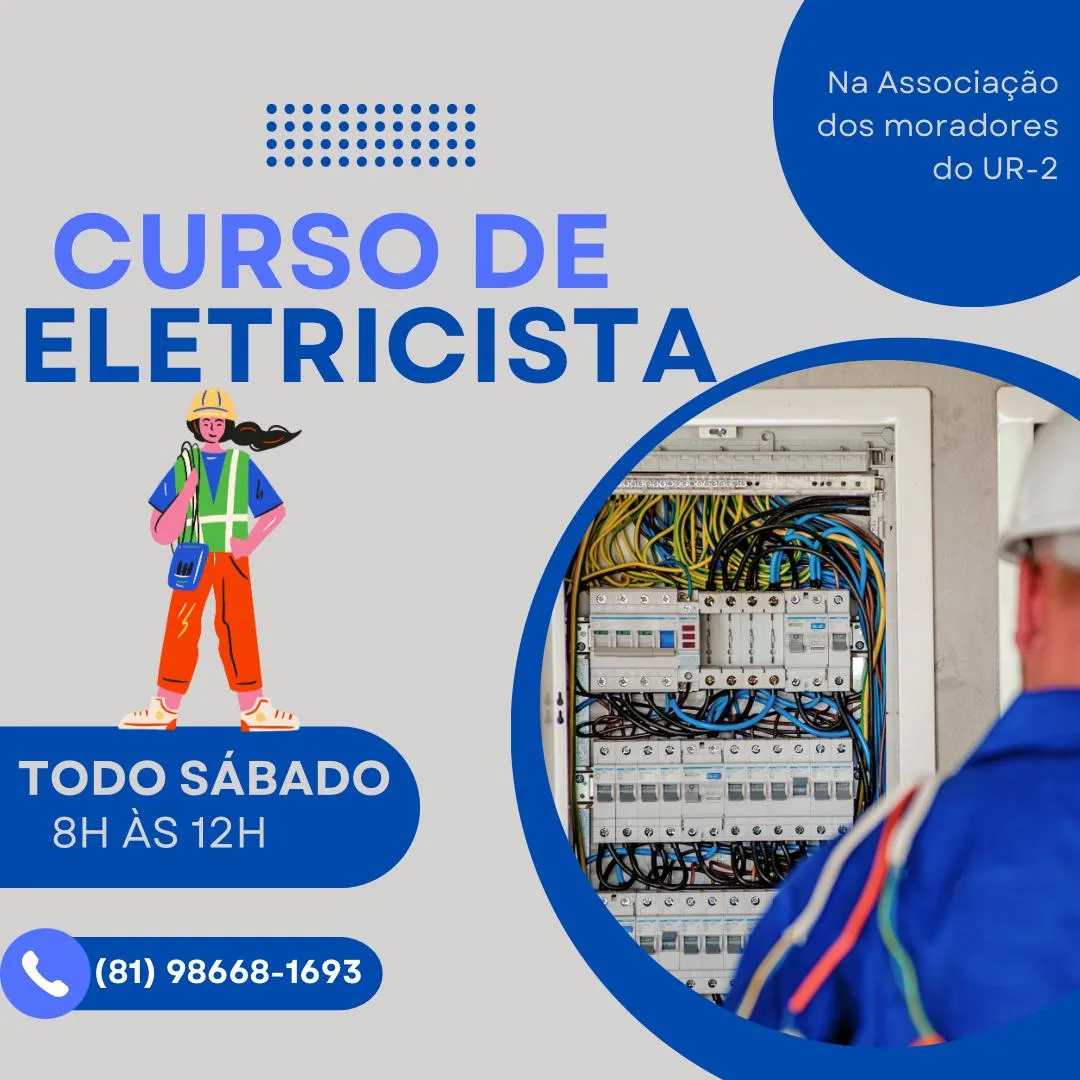 Na Associação
dos moradores
do UR-2
CURSO DE
ELETRICISTA
TODO SÁBADO
8H ÀS 12H
(81) 98668-1693